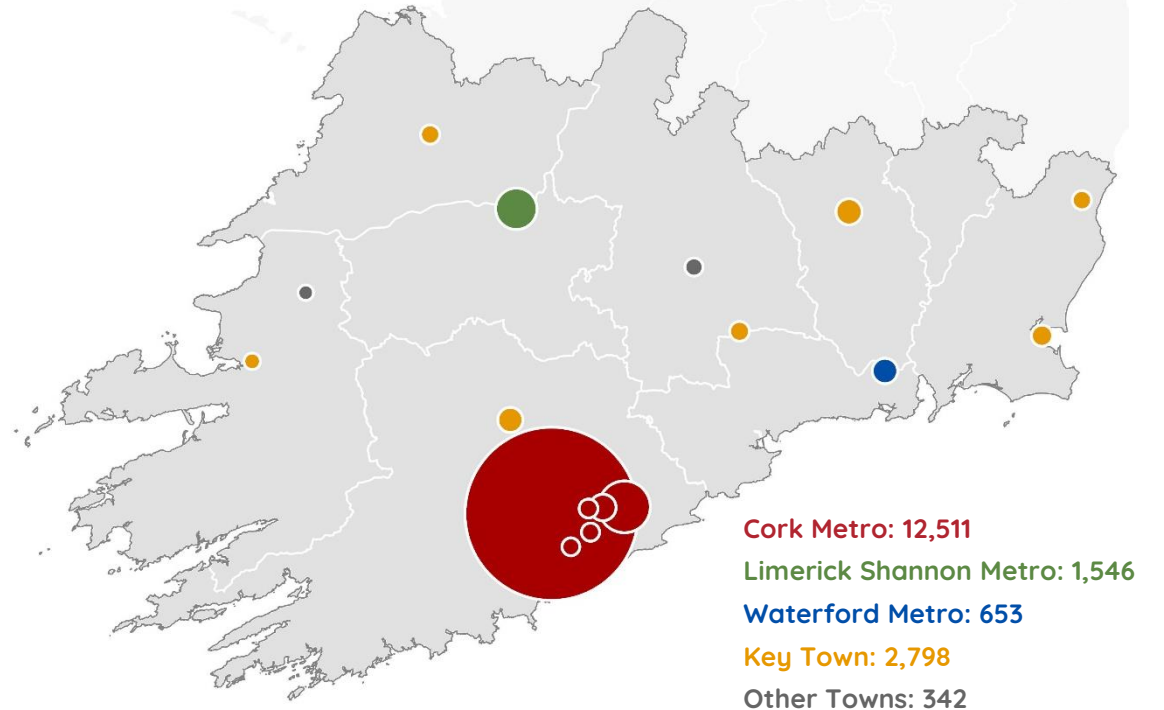 Cork Metro: 12,511
Limerick Shannon Metro: 1,546
Waterford Metro: 653
Key Town: 2,798
Other Towns: 342